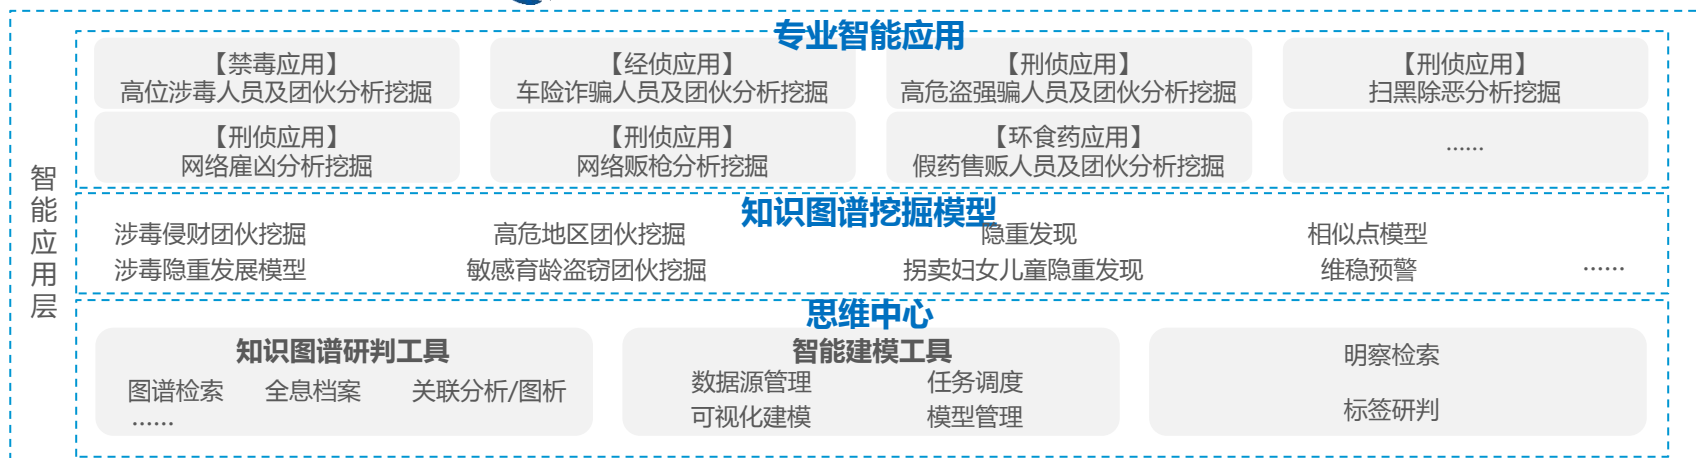 专业智能应用
【禁毒应用】
高位涉毒人员及团伙分析挖掘
【经侦应用】
车险诈骗人员及团伙分析挖掘
【刑侦应用】
高危盗强骗人员及团伙分析挖掘
【刑侦应用】
扫黑除恶分析挖掘
【刑侦应用】
网络雇凶分析挖掘
【刑侦应用】
网络贩枪分析挖掘
【环食药应用】
假药售贩人员及团伙分析挖掘
……
智能应用层
知识图谱挖掘模型
涉毒侵财团伙挖掘
高危地区团伙挖掘
隐重发现
相似点模型
涉毒隐重发展模型
敏感育龄盗窃团伙挖掘
拐卖妇女儿童隐重发现
维稳预警
……
思维中心
知识图谱研判工具
图谱检索
全息档案
关联分析/图析
……
智能建模工具
数据源管理
任务调度
可视化建模
模型管理
明察检索
标签研判